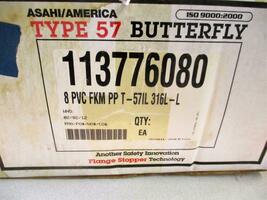 ASAHI/AMERICA
ISO 9000:2000
TYPE 57 BUTTERFLY
113776080
8 PVC FKM PP T-57IL 316L-L
QTY:
EA
Another Safety Innovation
Flange Stopper Technology